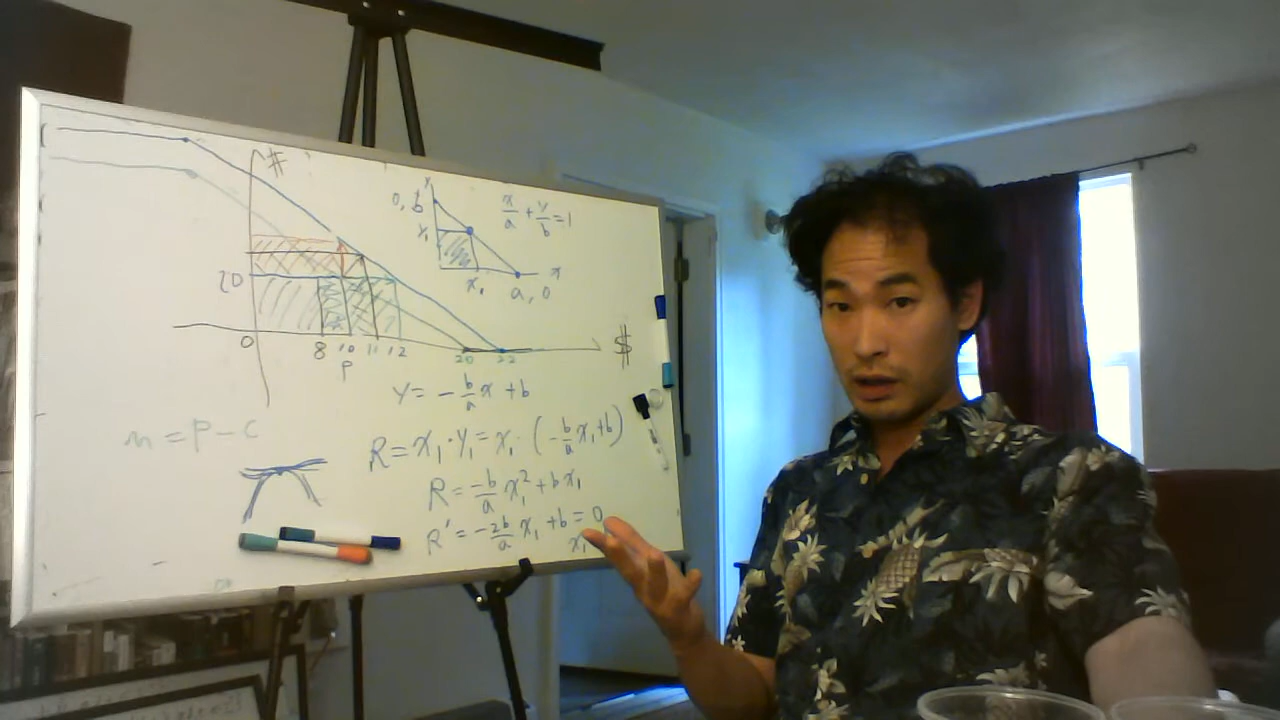 $
y
0, b
x/a + y/b = 1
y₁
x
x₁
a, 0
20
0
8 10 11 12 20 22
$
P
y = -b/a x + b
m = P - C
R = x₁ · y₁ = x₁ · (-b/a x₁ + b)
R = -b/a x₁² + b x₁
R' = -2b/a x₁ + b = 0
x₁